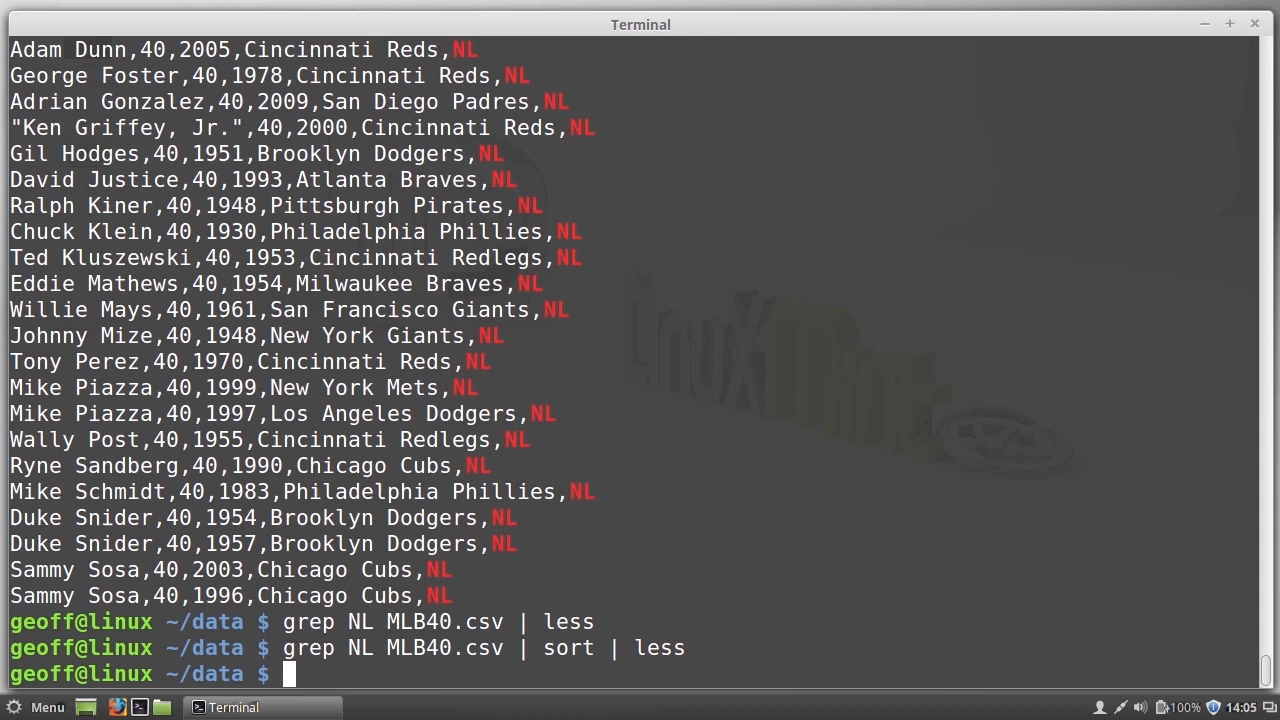 Terminal
Adam Dunn,40,2005,Cincinnati Reds,NL
George Foster,40,1978,Cincinnati Reds,NL
Adrian Gonzalez,40,2009,San Diego Padres,NL
"Ken Griffey, Jr.",40,2000,Cincinnati Reds,NL
Gil Hodges,40,1951,Brooklyn Dodgers,NL
David Justice,40,1993,Atlanta Braves,NL
Ralph Kiner,40,1948,Pittsburgh Pirates,NL
Chuck Klein,40,1930,Philadelphia Phillies,NL
Ted Kluszewski,40,1953,Cincinnati Redlegs,NL
Eddie Mathews,40,1954,Milwaukee Braves,NL
Willie Mays,40,1961,San Francisco Giants,NL
Johnny Mize,40,1948,New York Giants,NL
Tony Perez,40,1970,Cincinnati Reds,NL
Mike Piazza,40,1999,New York Mets,NL
Mike Piazza,40,1997,Los Angeles Dodgers,NL
Wally Post,40,1955,Cincinnati Redlegs,NL
Ryne Sandberg,40,1990,Chicago Cubs,NL
Mike Schmidt,40,1983,Philadelphia Phillies,NL
Duke Snider,40,1954,Brooklyn Dodgers,NL
Duke Snider,40,1957,Brooklyn Dodgers,NL
Sammy Sosa,40,2003,Chicago Cubs,NL
Sammy Sosa,40,1996,Chicago Cubs,NL
geoff@linux ~/data $ grep NL MLB40.csv | less
geoff@linux ~/data $ grep NL MLB40.csv | sort | less
geoff@linux ~/data $
LinuxMint
Menu Terminal 100% 14:05